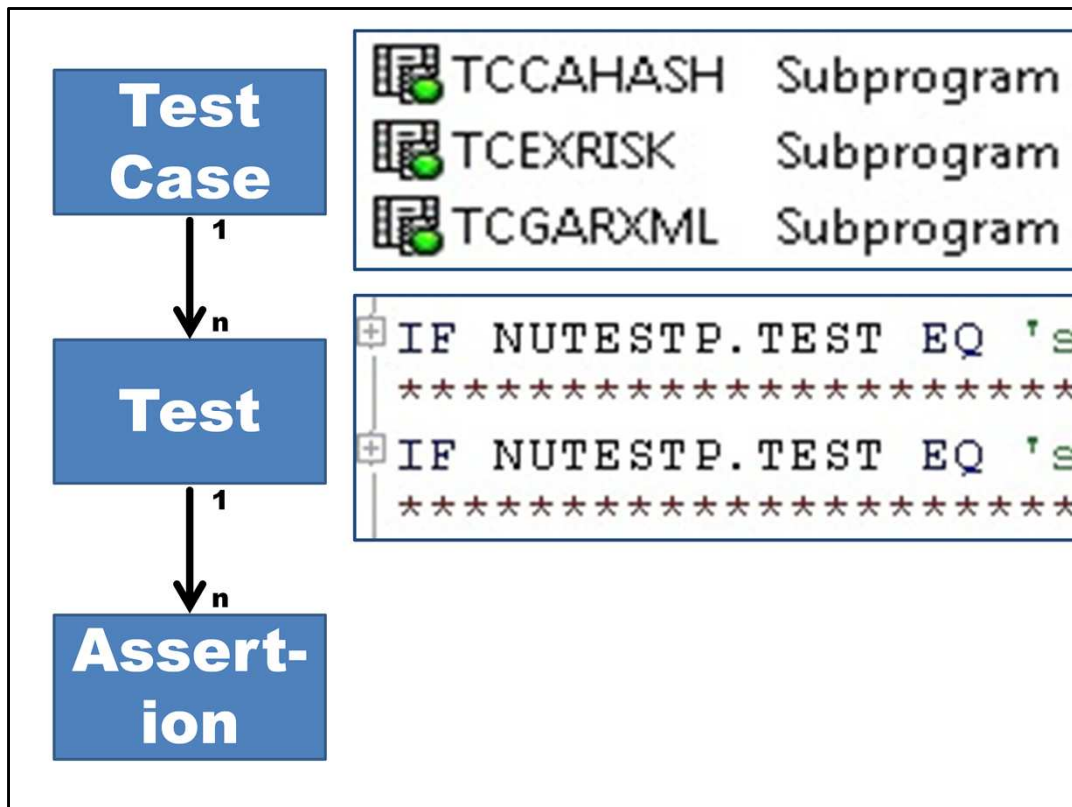 Test
Case
1
n
Test
1
n
Assert-
ion
TCCAHASH Subprogram
TCEXRISK Subprogram
TCGARXML Subprogram
IF NUTESTP.TEST EQ 's
***********************
IF NUTESTP.TEST EQ 's
***********************